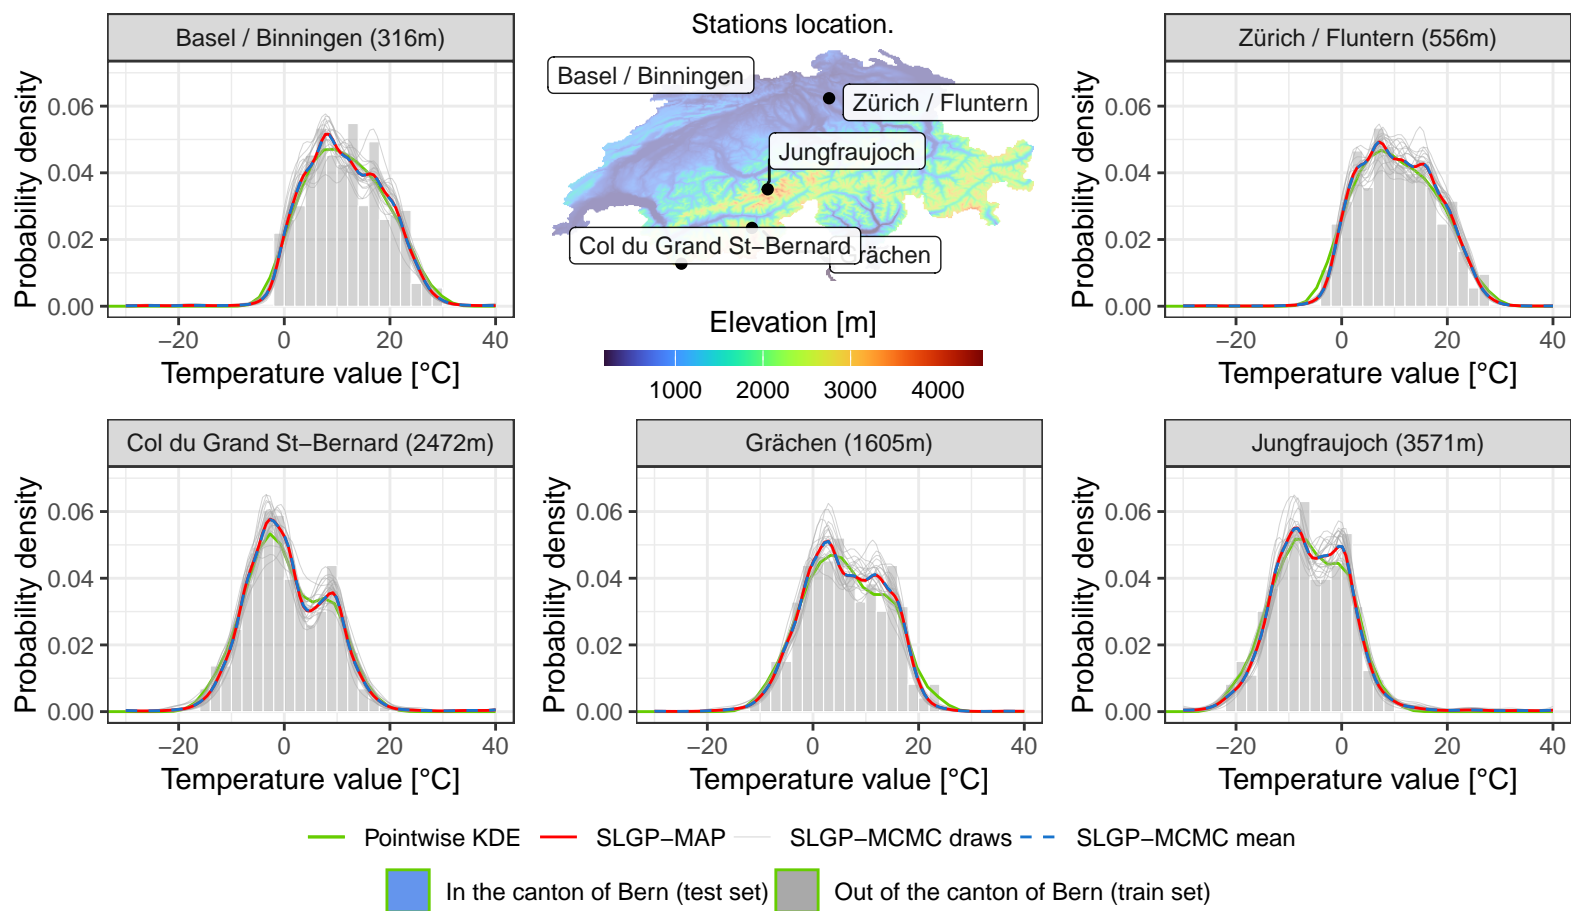 Basel / Binningen (316m)
Probability density
0.06
0.04
0.02
0.00
−20 0 20 40
Temperature value [°C]
Stations location.
Basel / Binningen
Zürich / Fluntern
Jungfraujoch
Col du Grand St−Bernard
Grächen
Elevation [m]
1000 2000 3000 4000
Zürich / Fluntern (556m)
Probability density
0.06
0.04
0.02
0.00
−20 0 20 40
Temperature value [°C]
Col du Grand St−Bernard (2472m)
Probability density
0.06
0.04
0.02
0.00
−20 0 20 40
Temperature value [°C]
Grächen (1605m)
Probability density
0.06
0.04
0.02
0.00
−20 0 20 40
Temperature value [°C]
Jungfraujoch (3571m)
Probability density
0.06
0.04
0.02
0.00
−20 0 20 40
Temperature value [°C]
Pointwise KDE SLGP−MAP SLGP−MCMC draws SLGP−MCMC mean
In the canton of Bern (test set) Out of the canton of Bern (train set)